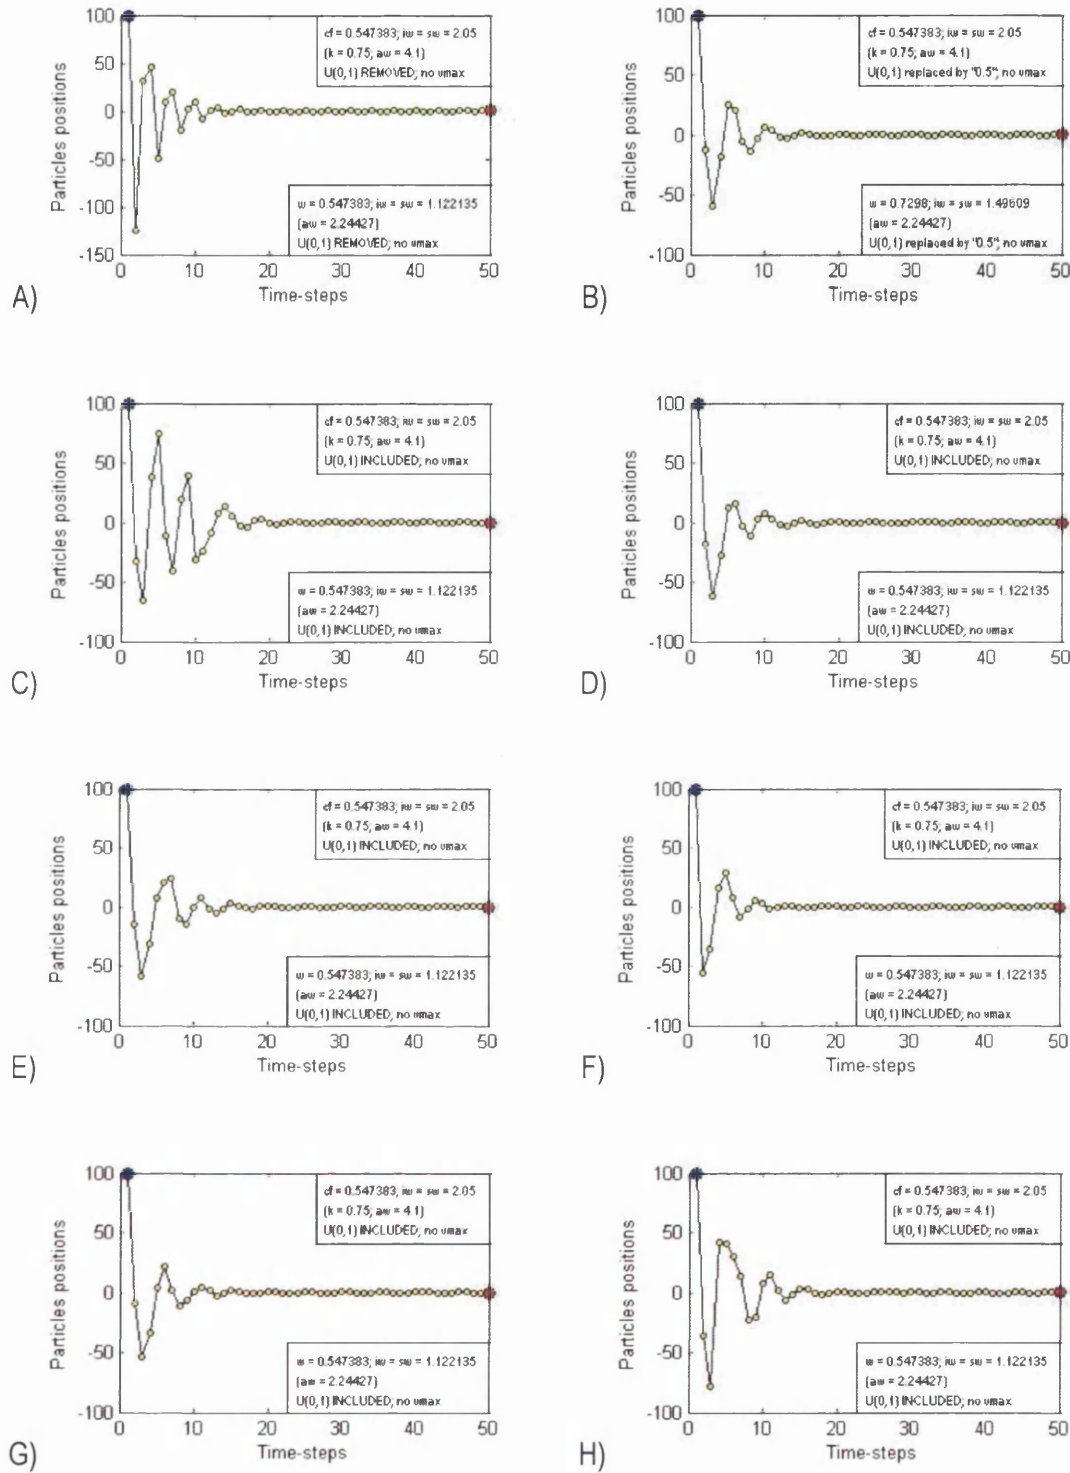 100
50
0
-50
-100
-150
Particles positions
cf = 0.547383; iw = sw = 2.05
(k = 0.75; aw = 4.1)
U(0,1) REMOVED; no vmax
w = 0.547383; iw = sw = 1.122135
(aw = 2.24427)
U(0,1) REMOVED; no vmax
0 10 20 30 40 50
Time-steps
A)
100
50
0
-50
-100
Particles positions
cf = 0.547383; iw = sw = 2.05
(k = 0.75; aw = 4.1)
U(0,1) replaced by "0.5"; no vmax
w = 0.7298; iw = sw = 1.49609
(aw = 2.24427)
U(0,1) replaced by "0.5"; no vmax
0 10 20 30 40 50
Time-steps
B)
100
50
0
-50
-100
Particles positions
cf = 0.547383; iw = sw = 2.05
(k = 0.75; aw = 4.1)
U(0,1) INCLUDED; no vmax
w = 0.547383; iw = sw = 1.122135
(aw = 2.24427)
U(0,1) INCLUDED; no vmax
0 10 20 30 40 50
Time-steps
C)
100
50
0
-50
-100
Particles positions
cf = 0.547383; iw = sw = 2.05
(k = 0.75; aw = 4.1)
U(0,1) INCLUDED; no vmax
w = 0.547383; iw = sw = 1.122135
(aw = 2.24427)
U(0,1) INCLUDED; no vmax
0 10 20 30 40 50
Time-steps
D)
100
50
0
-50
-100
Particles positions
cf = 0.547383; iw = sw = 2.05
(k = 0.75; aw = 4.1)
U(0,1) INCLUDED; no vmax
w = 0.547383; iw = sw = 1.122135
(aw = 2.24427)
U(0,1) INCLUDED; no vmax
0 10 20 30 40 50
Time-steps
E)
100
50
0
-50
-100
Particles positions
cf = 0.547383; iw = sw = 2.05
(k = 0.75; aw = 4.1)
U(0,1) INCLUDED; no vmax
w = 0.547383; iw = sw = 1.122135
(aw = 2.24427)
U(0,1) INCLUDED; no vmax
0 10 20 30 40 50
Time-steps
F)
100
50
0
-50
-100
Particles positions
cf = 0.547383; iw = sw = 2.05
(k = 0.75; aw = 4.1)
U(0,1) INCLUDED; no vmax
w = 0.547383; iw = sw = 1.122135
(aw = 2.24427)
U(0,1) INCLUDED; no vmax
0 10 20 30 40 50
Time-steps
G)
100
50
0
-50
-100
Particles positions
cf = 0.547383; iw = sw = 2.05
(k = 0.75; aw = 4.1)
U(0,1) INCLUDED; no vmax
w = 0.547383; iw = sw = 1.122135
(aw = 2.24427)
U(0,1) INCLUDED; no vmax
0 10 20 30 40 50
Time-steps
H)